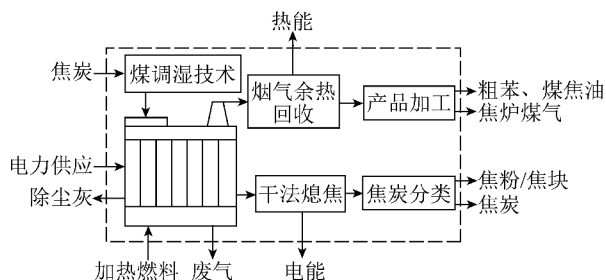 热能
焦炭
煤调湿技术
烟气余热
回收
产品加工
粗苯、煤焦油
焦炉煤气
电力供应
除尘灰
干法熄焦
焦炭分类
焦粉/焦块
焦炭
加热燃料
废气
电能